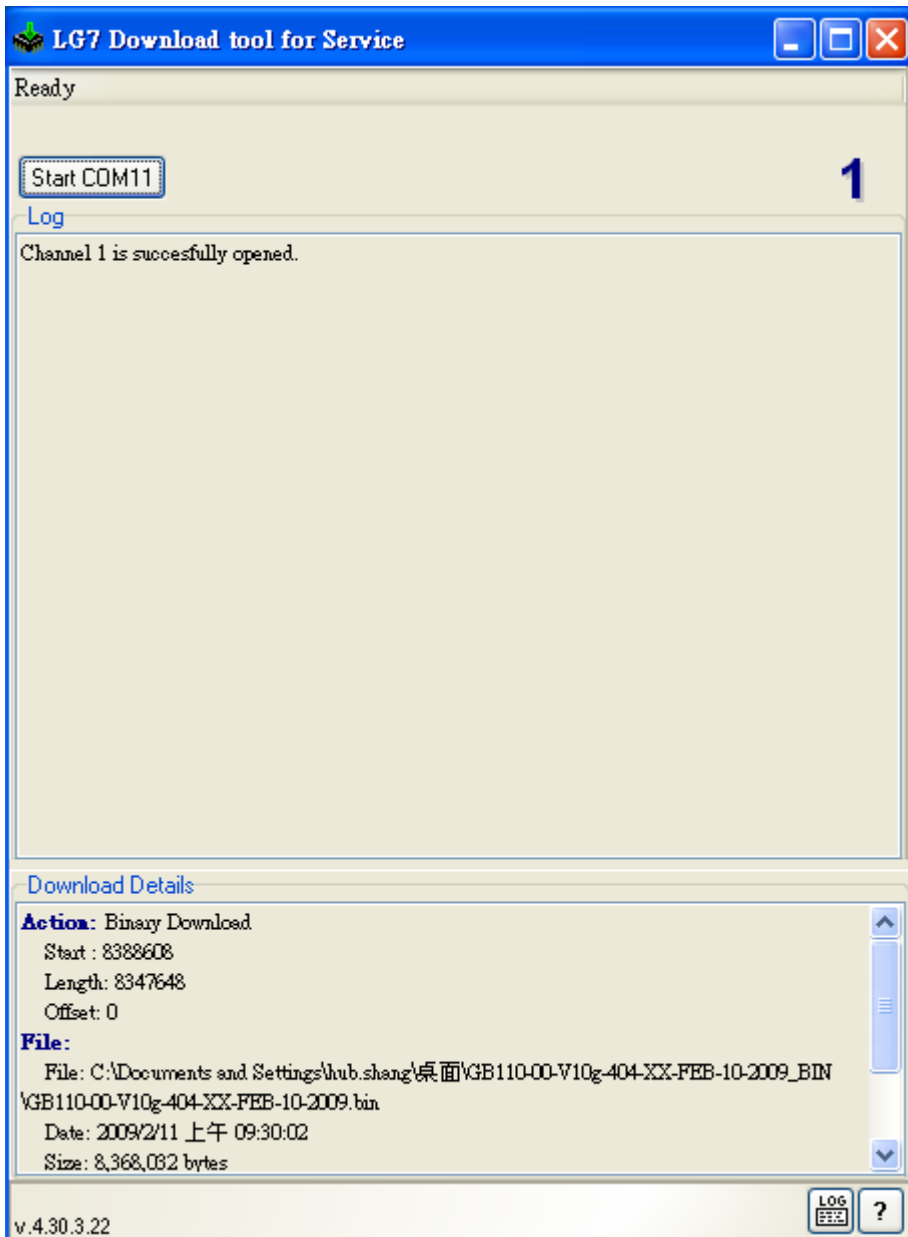 LG7 Download tool for Service
Ready
Start COM11
1
Log
Channel 1 is succesfully opened.
Download Details
Action: Binary Download
Start : 8388608
Length: 8347648
Offset: 0
File:
File: C:\Documents and Settings\hub.shang\桌面\GB110-00-V10g-404-XX-FEB-10-2009_BIN
\GB110-00-V10g-404-XX-FEB-10-2009.bin
Date: 2009/2/11 上午 09:30:02
Size: 8,368,032 bytes
LOG
?
v.4.30.3.22